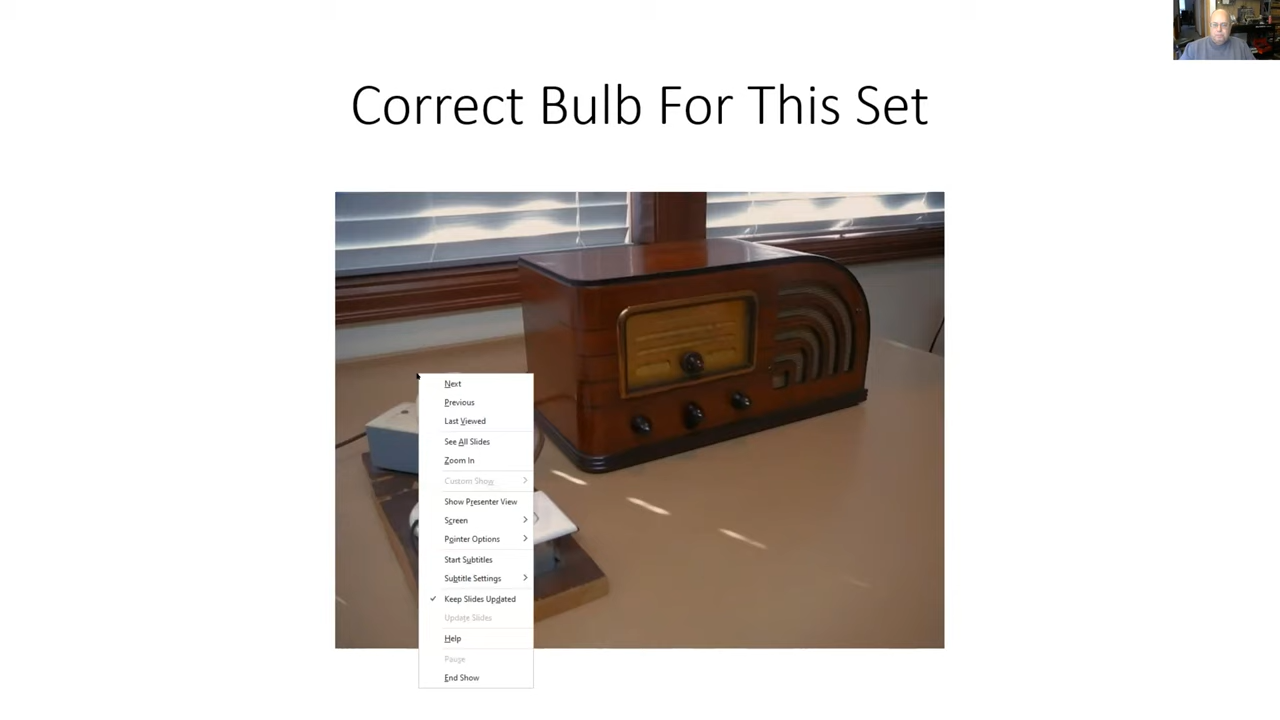 Correct Bulb For This Set
Next
Previous
Last Viewed
See All Slides
Zoom In
Custom Show
Show Presenter View
Screen
Pointer Options
Start Subtitles
Subtitle Settings
Keep Slides Updated
Update Slides
Help
Pause
End Show